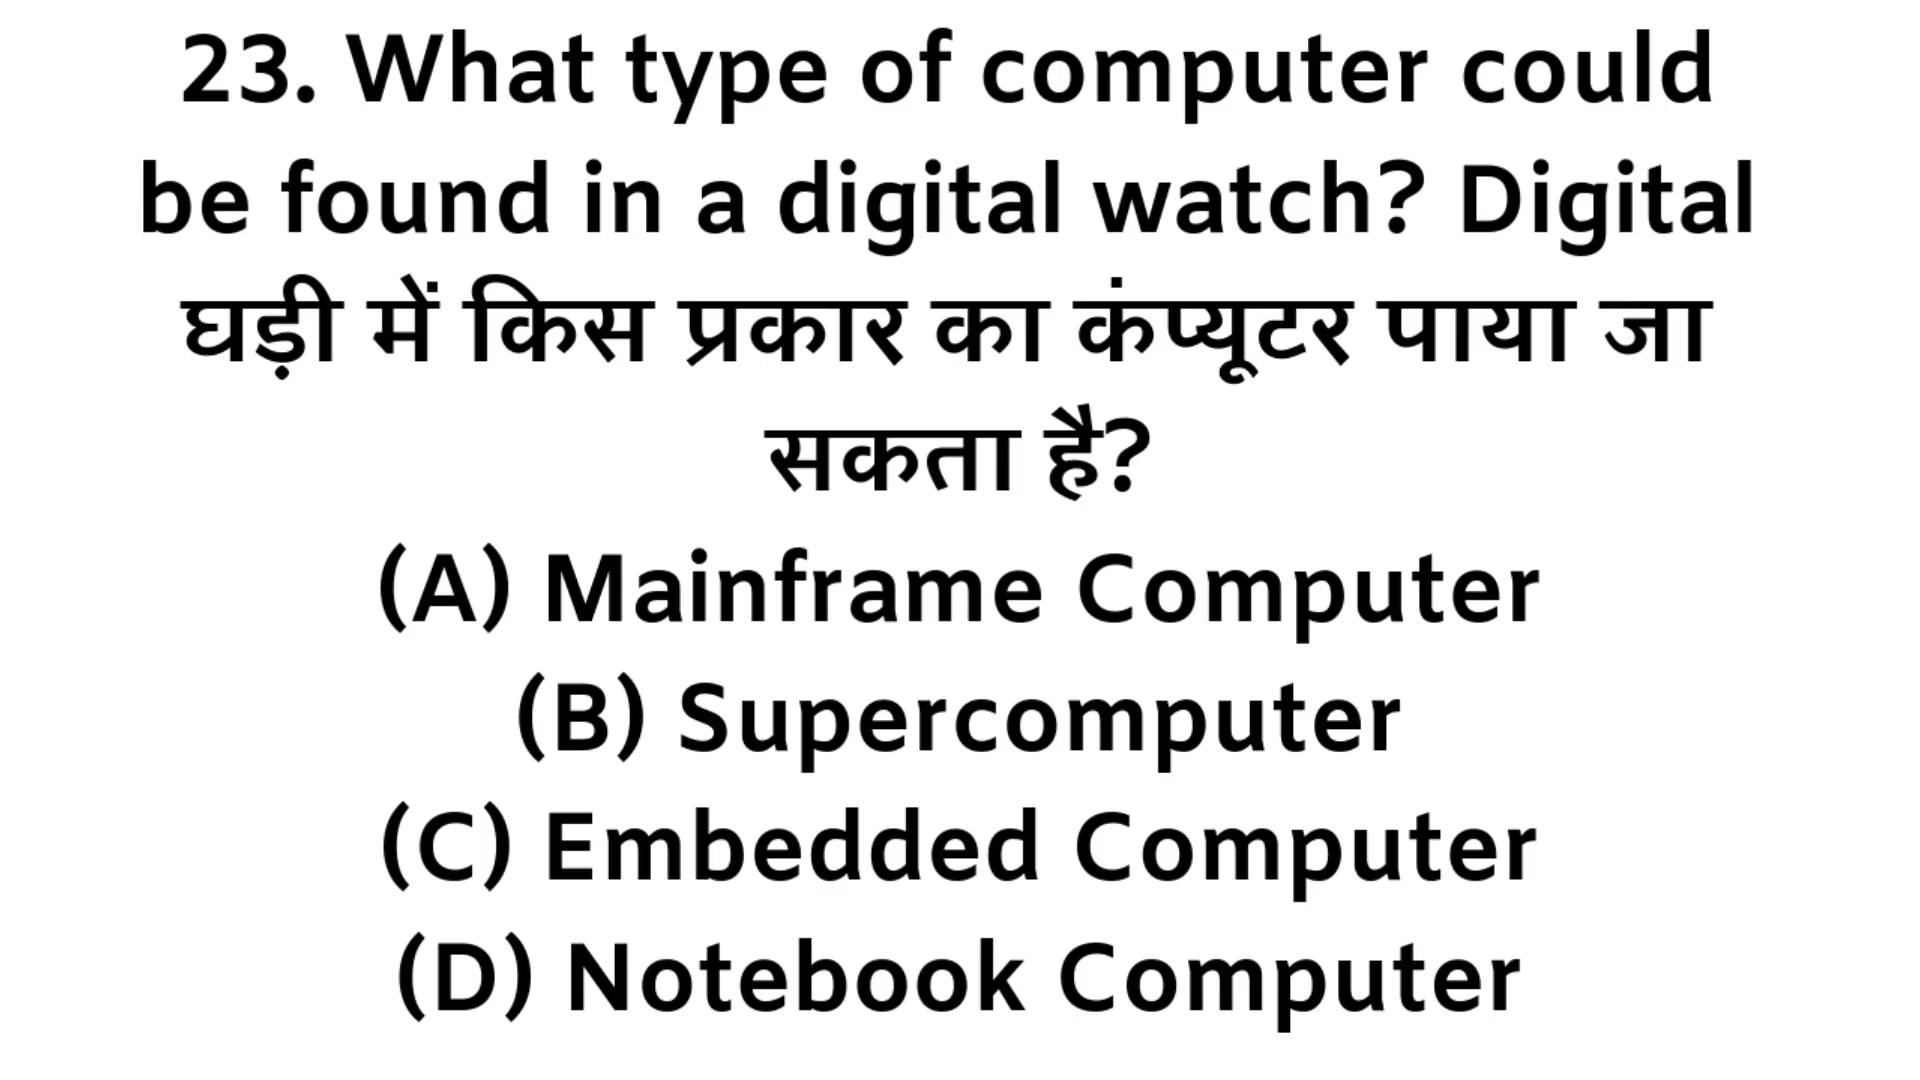 23. What type of computer could
be found in a digital watch? Digital
घड़ी में किस प्रकार का कंप्यूटर पाया जा
सकता है?
(A) Mainframe Computer
(B) Supercomputer
(C) Embedded Computer
(D) Notebook Computer